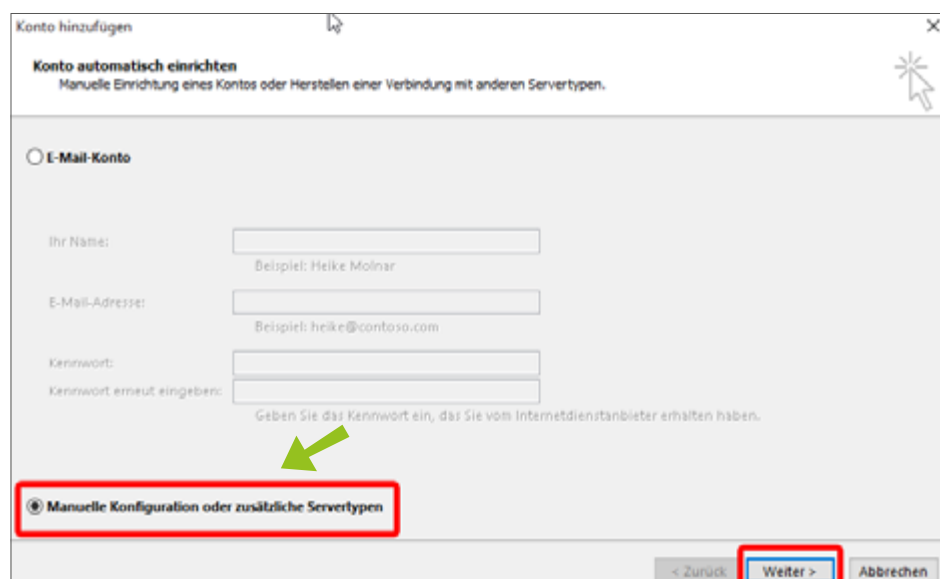 Konto hinzufügen
Konto automatisch einrichten
Manuelle Einrichtung eines Kontos oder Herstellen einer Verbindung mit anderen Servertypen.
E-Mail-Konto
Ihr Name:
Beispiel: Heike Molnar
E-Mail-Adresse:
Beispiel: heike@contoso.com
Kennwort:
Kennwort erneut eingeben:
Geben Sie das Kennwort ein, das Sie vom Internetdienstanbieter erhalten haben.
Manuelle Konfiguration oder zusätzliche Servertypen
< Zurück Weiter > Abbrechen